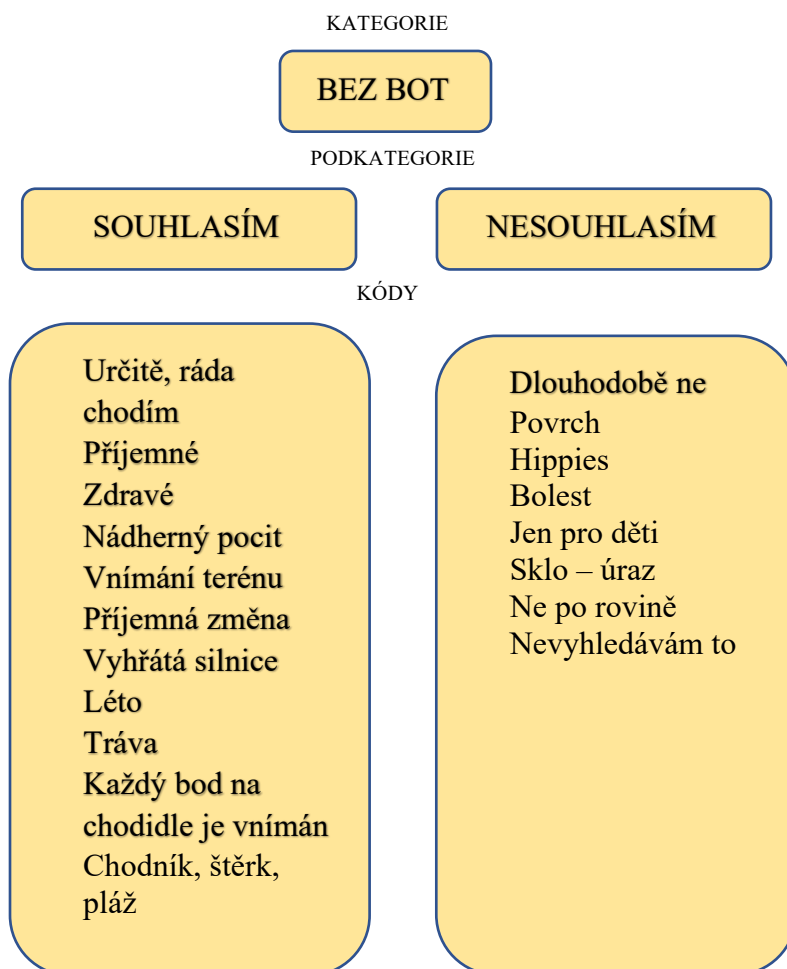 KATEGORIE
BEZ BOT
PODKATEGORIE
SOUHLASÍM
NESOUHLASÍM
KÓDY
Určitě, ráda
chodím
Příjemné
Zdravé
Nádherný pocit
Vnímání terénu
Příjemná změna
Vyhřátá silnice
Léto
Tráva
Každý bod na
chodidle je vnímán
Chodník, štěrk,
pláž
Dlouhodobě ne
Povrch
Hippies
Bolest
Jen pro děti
Sklo – úraz
Ne po rovině
Nevyhledávám to